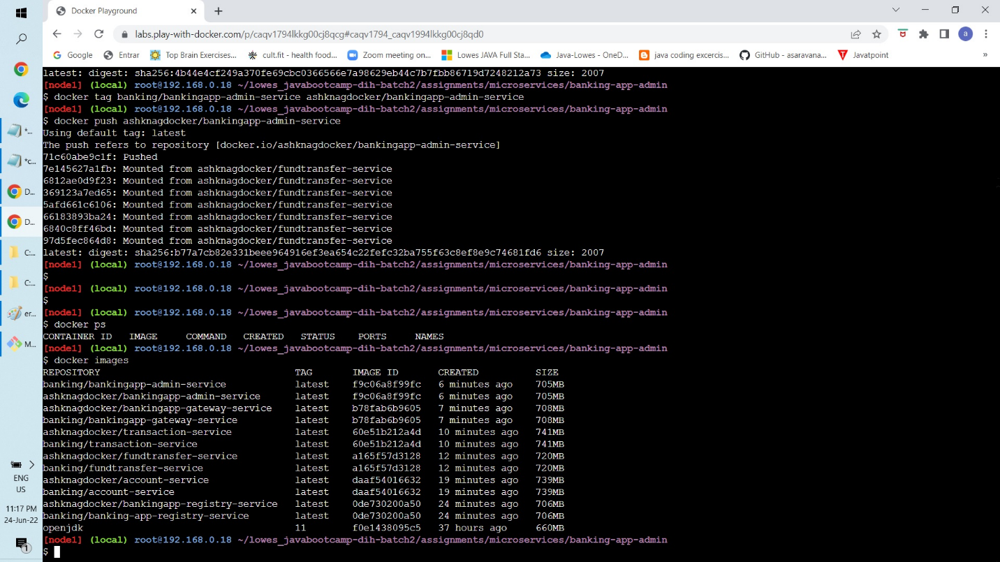 Docker Playground
labs.play-with-docker.com/p/caqv1794lkkg00cj8qcg#caqv1794_caqv1994lkkg00cj8qd0
a
Google Entrar Top Brain Exercises... cult.fit - health food... Zoom meeting on... Lowes JAVA Full Sta... Java-Lowes - OneD... java coding excercis... GitHub - asaravana... Javatpoint »
latest: digest: sha256:4b44e4cf249a370fe69cbc0366566e7a98629eb44c7b7fbb86719d7248212a73 size: 2007
[node1] (local) root@192.168.0.18 ~/lowes_javabootcamp-dih-batch2/assignments/microservices/banking-app-admin
$ docker tag banking/bankingapp-admin-service ashknagdocker/bankingapp-admin-service
[node1] (local) root@192.168.0.18 ~/lowes_javabootcamp-dih-batch2/assignments/microservices/banking-app-admin
$ docker push ashknagdocker/bankingapp-admin-service
Using default tag: latest
The push refers to repository [docker.io/ashknagdocker/bankingapp-admin-service]
71c60abe9c1f: Pushed
7e145627a1fb: Mounted from ashknagdocker/fundtransfer-service
6812ae0d9f23: Mounted from ashknagdocker/fundtransfer-service
369123a7ed65: Mounted from ashknagdocker/fundtransfer-service
5afd661c6106: Mounted from ashknagdocker/fundtransfer-service
66183893ba24: Mounted from ashknagdocker/fundtransfer-service
6840c8ff46bd: Mounted from ashknagdocker/fundtransfer-service
97d5fec864d8: Mounted from ashknagdocker/fundtransfer-service
latest: digest: sha256:b77a7cb82e331beee964916ef3ea654c22fefc32ba755f63c8ef8e9c74681fd6 size: 2007
[node1] (local) root@192.168.0.18 ~/lowes_javabootcamp-dih-batch2/assignments/microservices/banking-app-admin
$
[node1] (local) root@192.168.0.18 ~/lowes_javabootcamp-dih-batch2/assignments/microservices/banking-app-admin
$
[node1] (local) root@192.168.0.18 ~/lowes_javabootcamp-dih-batch2/assignments/microservices/banking-app-admin
$ docker ps
CONTAINER ID IMAGE COMMAND CREATED STATUS PORTS NAMES
[node1] (local) root@192.168.0.18 ~/lowes_javabootcamp-dih-batch2/assignments/microservices/banking-app-admin
$ docker images
REPOSITORY TAG IMAGE ID CREATED SIZE
banking/bankingapp-admin-service latest f9c06a8f99fc 6 minutes ago 705MB
ashknagdocker/bankingapp-admin-service latest f9c06a8f99fc 6 minutes ago 705MB
ashknagdocker/bankingapp-gateway-service latest b78fab6b9605 7 minutes ago 708MB
banking/bankingapp-gateway-service latest b78fab6b9605 7 minutes ago 708MB
ashknagdocker/transaction-service latest 60e51b212a4d 10 minutes ago 741MB
banking/transaction-service latest 60e51b212a4d 10 minutes ago 741MB
ashknagdocker/fundtransfer-service latest a165f57d3128 12 minutes ago 720MB
banking/fundtransfer-service latest a165f57d3128 12 minutes ago 720MB
ashknagdocker/account-service latest daaf54016632 19 minutes ago 739MB
banking/account-service latest daaf54016632 19 minutes ago 739MB
ashknagdocker/bankingapp-registry-service latest 0de730200a50 24 minutes ago 706MB
banking/banking-app-registry-service latest 0de730200a50 24 minutes ago 706MB
openjdk 11 f0e1438095c5 37 hours ago 660MB
[node1] (local) root@192.168.0.18 ~/lowes_javabootcamp-dih-batch2/assignments/microservices/banking-app-admin
$
*...
*c...
D...
D...
C:...
C:...
er...
M...
ENG
US
11:17 PM
24-Jun-22
1